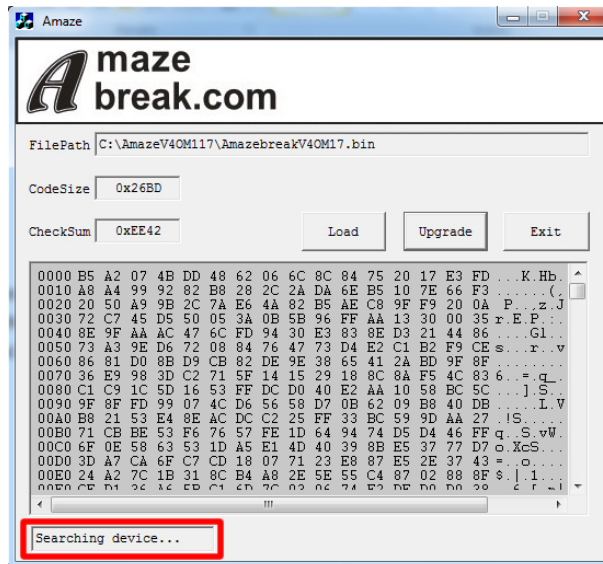 Amaze
Amaze
break.com
FilePath C:\AmazeV4OM117\AmazebreakV4OM17.bin
CodeSize 0x26BD
CheckSum 0xEE42
Load Upgrade Exit
0000 B5 A2 07 4B DD 48 62 06 6C 8C 84 75 20 17 E3 FD ...K.Hb.
0010 A8 A4 99 92 82 B8 28 2C 2A DA 6E B5 10 7E 66 F3 ......(,
0020 20 50 A9 9B 2C 7A E6 4A 82 B5 AE C8 9F F9 20 0A P..,z.J
0030 72 C7 45 D5 50 05 3A 0B 5B 96 FF AA 13 30 00 35 r.E.P.:.
0040 8E 9F AA AC 47 6C FD 94 30 E3 83 8E D3 21 44 86 ....Gl..
0050 73 A3 9E D6 72 08 84 76 47 73 D4 E2 C1 B2 F9 CE s...r..v
0060 86 81 D0 8B D9 CB 82 DE 9E 38 65 41 2A BD 9F 8F ........
0070 36 E9 98 3D C2 71 5F 14 15 29 18 8C 8A F5 4C 83 6..=.q_.
0080 C1 C9 1C 5D 16 53 FF DC D0 40 E2 AA 10 58 BC 5C ...].S..
0090 9F 8F FD 99 07 4C D6 56 58 D7 0B 62 09 B8 40 DB .....L.V
00A0 B8 21 53 E4 8E AC DC C2 25 FF 33 BC 59 9D AA 27 .!S.....
00B0 71 CB BE 53 F6 76 57 FE 1D 64 94 74 D5 D4 46 FF q..S.vW.
00C0 6F 0E 58 63 53 1D A5 E1 4D 40 39 8B E5 37 77 D7 o.XcS...
00D0 3D A7 CA 6F C7 CD 18 07 71 23 E8 87 E5 2E 37 43 =..o....
00E0 24 A2 7C 1B 31 8C B4 A8 2E 5E 55 C4 87 02 88 8F $.|.1...
Searching device...